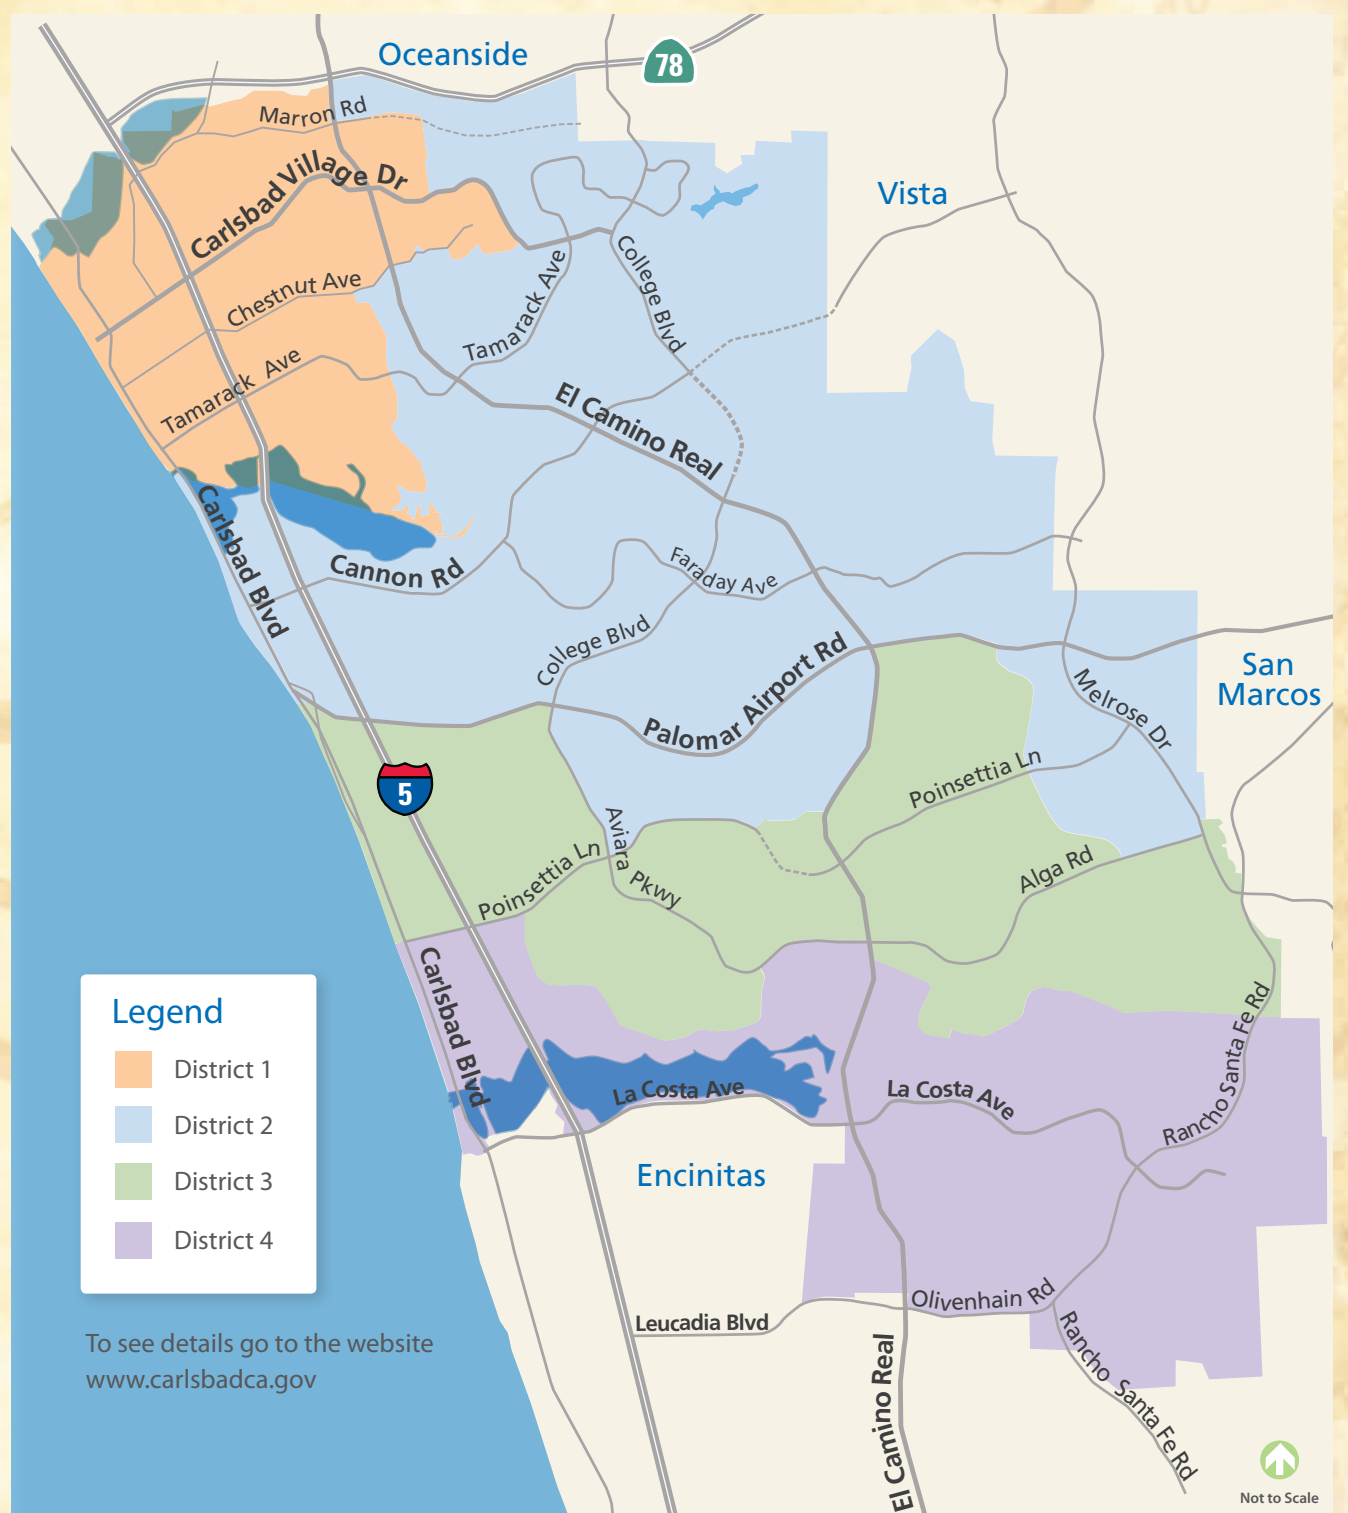 Oceanside
78
Marron Rd
Carlsbad Village Dr
Vista
Chestnut Ave
Tamarack Ave
College Blvd
Tamarack Ave
El Camino Real
Carlsbad Blvd
Cannon Rd
Faraday Ave
College Blvd
Palomar Airport Rd
San
Marcos
Melrose Dr
5
Poinsettia Ln
Aviara Pkwy
Poinsettia Ln
Alga Rd
Carlsbad Blvd
Legend
District 1
District 2
District 3
District 4
La Costa Ave
La Costa Ave
Rancho Santa Fe Rd
Encinitas
Olivenhain Rd
Leucadia Blvd
Rancho Santa Fe Rd
El Camino Real
To see details go to the website
www.carlsbadca.gov
Not to Scale